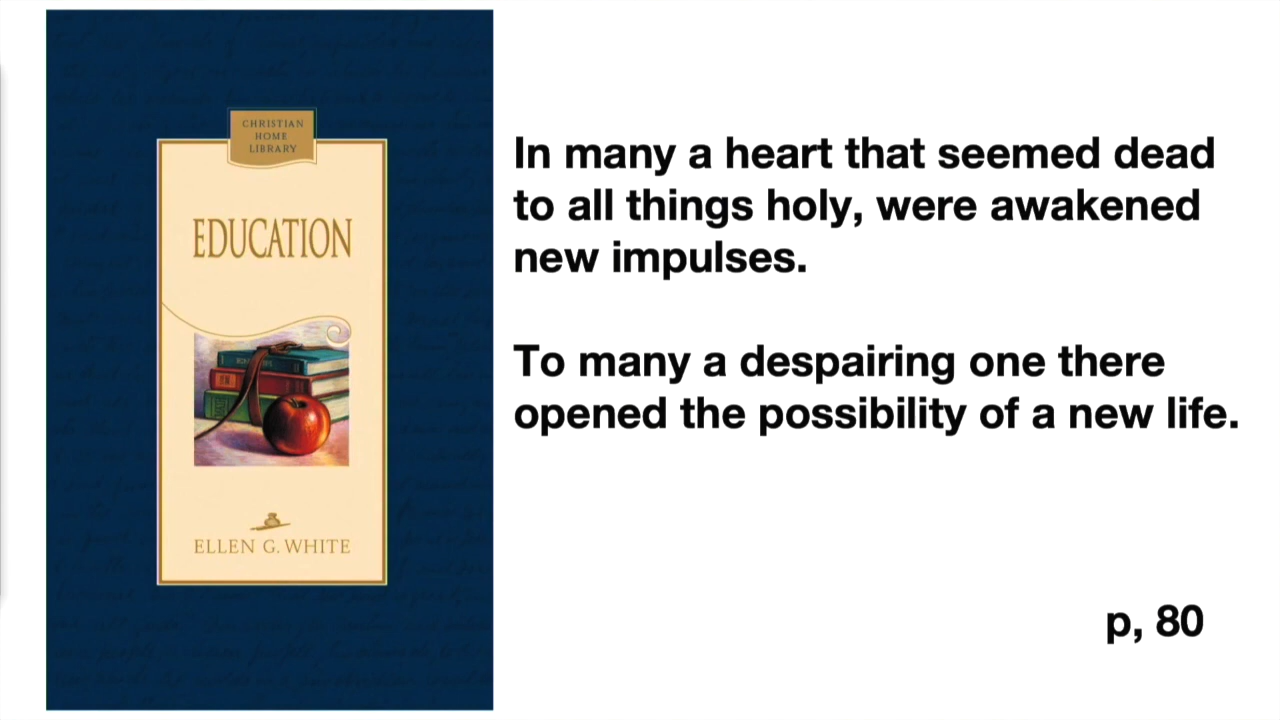 CHRISTIAN
HOME
LIBRARY
EDUCATION
ELLEN G. WHITE
In many a heart that seemed dead
to all things holy, were awakened
new impulses.
To many a despairing one there
opened the possibility of a new life.
p, 80